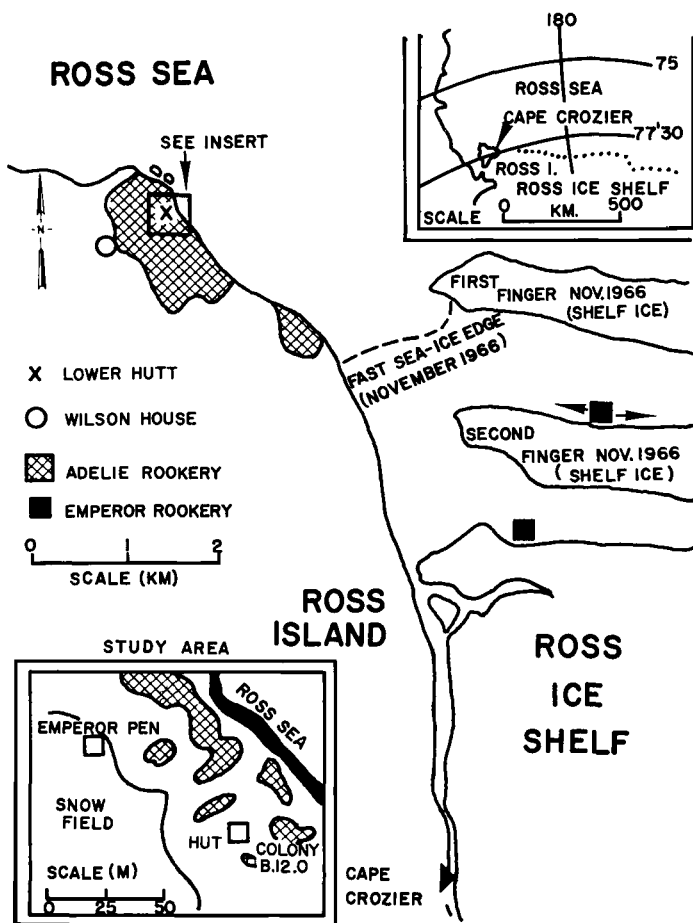 ROSS SEA
SEE INSERT
N
180
75
ROSS SEA
CAPE CROZIER
77'30
ROSS I.
ROSS ICE SHELF
SCALE
0 KM. 500
FIRST
FINGER NOV. 1966
(SHELF ICE)
FAST SEA-ICE EDGE
(NOVEMBER 1966)
SECOND
FINGER NOV. 1966
( SHELF ICE)
X LOWER HUTT
WILSON HOUSE
ADELIE ROOKERY
EMPEROR ROOKERY
0 1 2
SCALE (KM)
ROSS
ISLAND
ROSS
ICE
SHELF
STUDY AREA
ROSS SEA
EMPEROR PEN
SNOW
FIELD
HUT
COLONY
B.12.0
SCALE (M)
0 25 50
CAPE
CROZIER